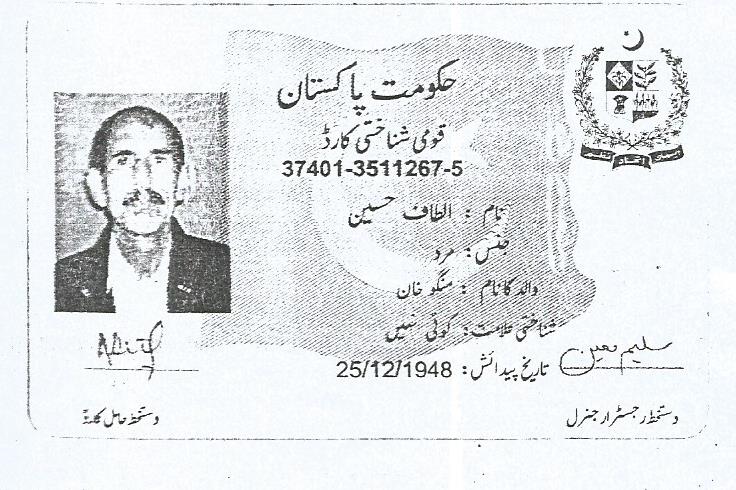 حکومت پاکستان
قومی شناختی کارڈ
37401-3511267-5
نام : الطاف حسین
جنس: مرد
والد کا نام : منگو خان
شناختی علامت: کوئی نہیں
تاریخ پیدائش: 25/12/1948
سلیم معین
دستخط حامل کارڈ
دستخط رجسٹرار جنرل